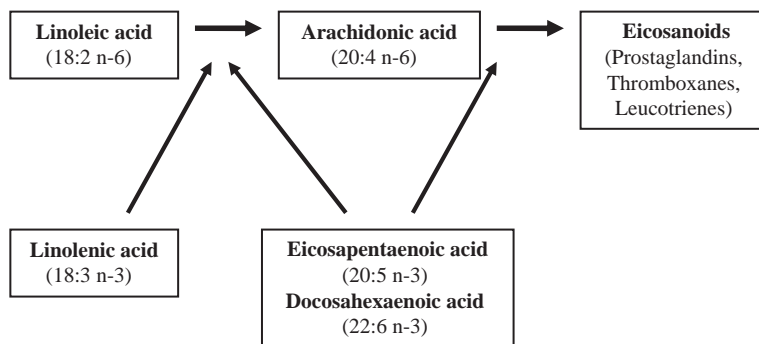 Linoleic acid
(18:2 n-6)
Arachidonic acid
(20:4 n-6)
Eicosanoids
(Prostaglandins,
Thromboxanes,
Leucotrienes)
Linolenic acid
(18:3 n-3)
Eicosapentaenoic acid
(20:5 n-3)
Docosahexaenoic acid
(22:6 n-3)